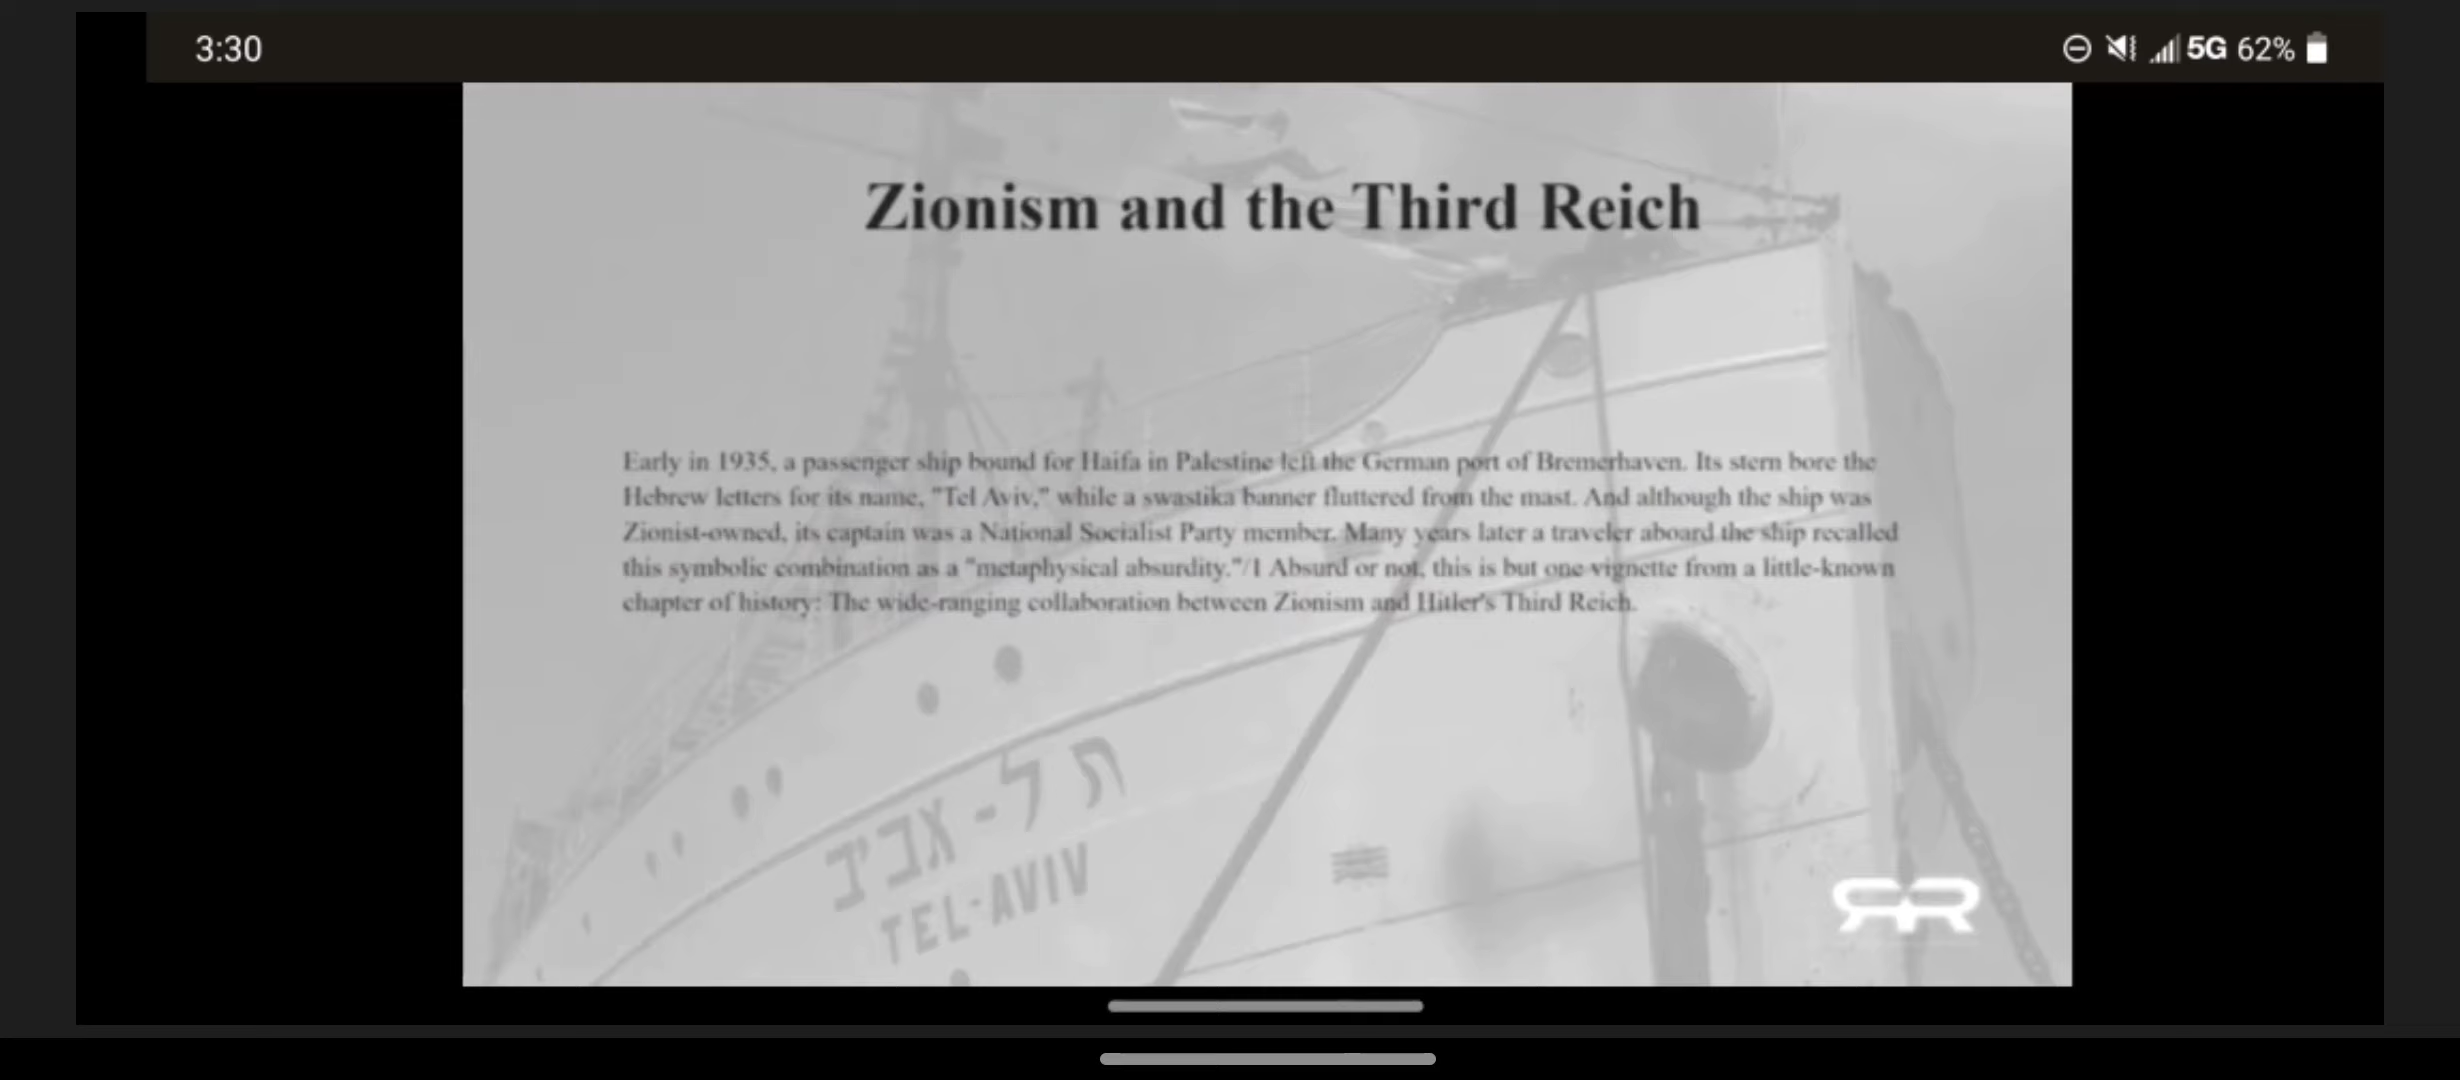 3:30
5G 62%
Zionism and the Third Reich
Early in 1935, a passenger ship bound for Haifa in Palestine left the German port of Bremerhaven. Its stern bore the
Hebrew letters for its name, "Tel Aviv," while a swastika banner fluttered from the mast. And although the ship was
Zionist-owned, its captain was a National Socialist Party member. Many years later a traveler aboard the ship recalled
this symbolic combination as a "metaphysical absurdity."/1 Absurd or not, this is but one vignette from a little-known
chapter of history: The wide-ranging collaboration between Zionism and Hitler's Third Reich.
תל-אביב
TEL-AVIV
RR